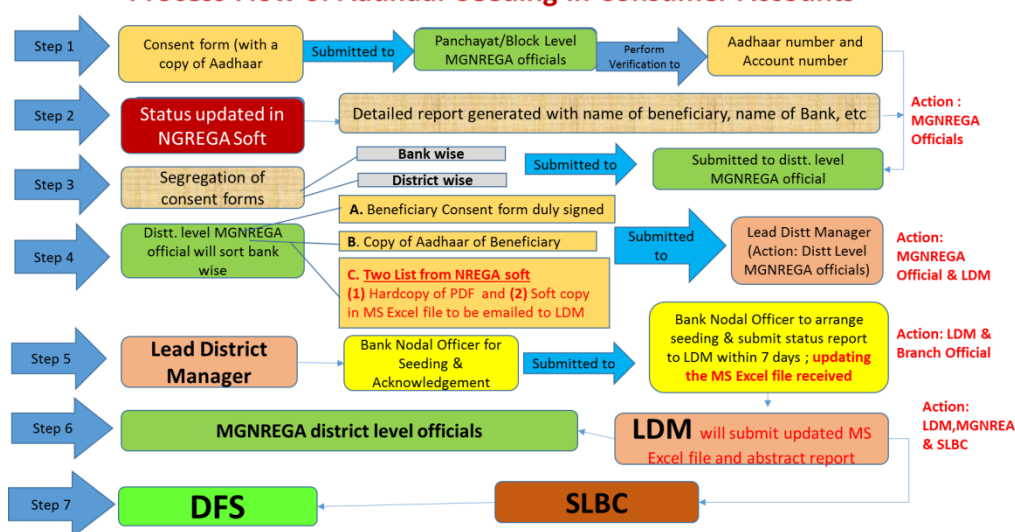 Process Flow of Aadhaar Seeding in Consumer Accounts
Step 1
Consent form (with a
copy of Aadhaar
Submitted to
Panchayat/Block Level
MGNREGA officials
Perform
Verification to
Aadhaar number and
Account number
Step 2
Status updated in
NGREGA Soft
Detailed report generated with name of beneficiary, name of Bank, etc
Action :
MGNREGA
Officials
Step 3
Segregation of
consent forms
Bank wise
District wise
Submitted to
Submitted to distt. level
MGNREGA official
Step 4
Distt. level MGNREGA
official will sort bank
wise
A. Beneficiary Consent form duly signed
B. Copy of Aadhaar of Beneficiary
C. Two List from NREGA soft
(1) Hardcopy of PDF and (2) Soft copy
in MS Excel file to be emailed to LDM
Submitted
to
Lead Distt Manager
(Action: Distt Level
MGNREGA officials)
Action:
MGNREGA
Official & LDM
Step 5
Lead District
Manager
Bank Nodal Officer for
Seeding &
Acknowledgement
Submitted to
Bank Nodal Officer to arrange
seeding & submit status report
to LDM within 7 days ; updating
the MS Excel file received
Action: LDM &
Branch Official
Step 6
MGNREGA district level officials
LDM will submit updated MS
Excel file and abstract report
Action:
LDM,MGNREA
& SLBC
Step 7
DFS
SLBC